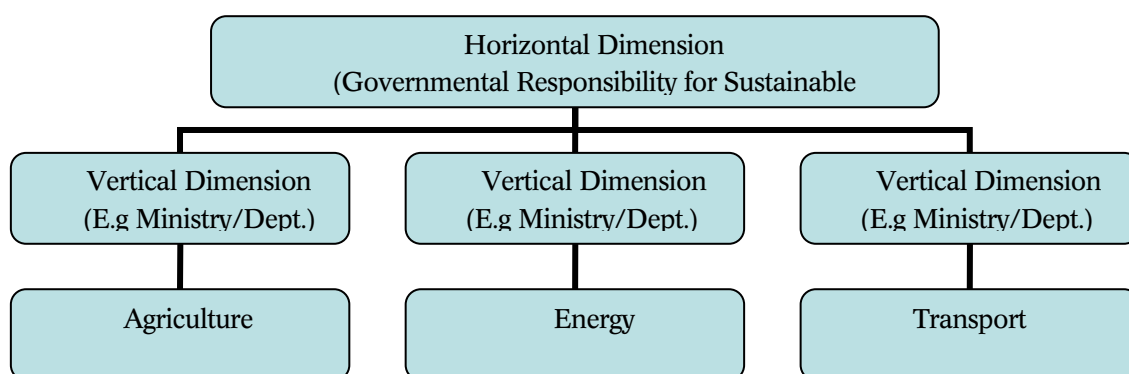 Horizontal Dimension
(Governmental Responsibility for Sustainable
Vertical Dimension
(E.g Ministry/Dept.)
Vertical Dimension
(E.g Ministry/Dept.)
Vertical Dimension
(E.g Ministry/Dept.)
Agriculture
Energy
Transport